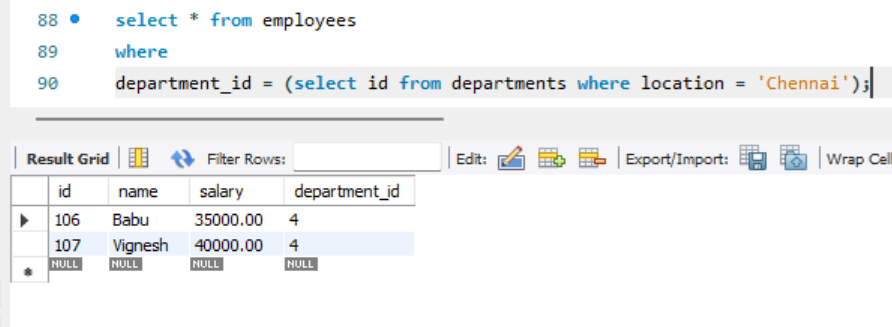 88 select * from employees
89 where
90 department_id = (select id from departments where location = 'Chennai');
Result Grid Filter Rows: Edit: Export/Import: Wrap Cel
id name salary department_id
106 Babu 35000.00 4
107 Vignesh 40000.00 4
NULL NULL NULL NULL